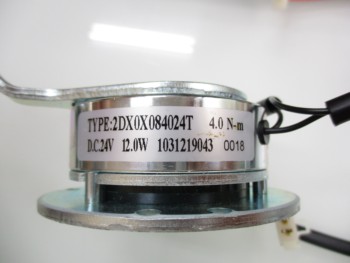 TYPE:2DX0X084024T 4.0 N-m
D.C.24V 12.0W 1031219043 0018